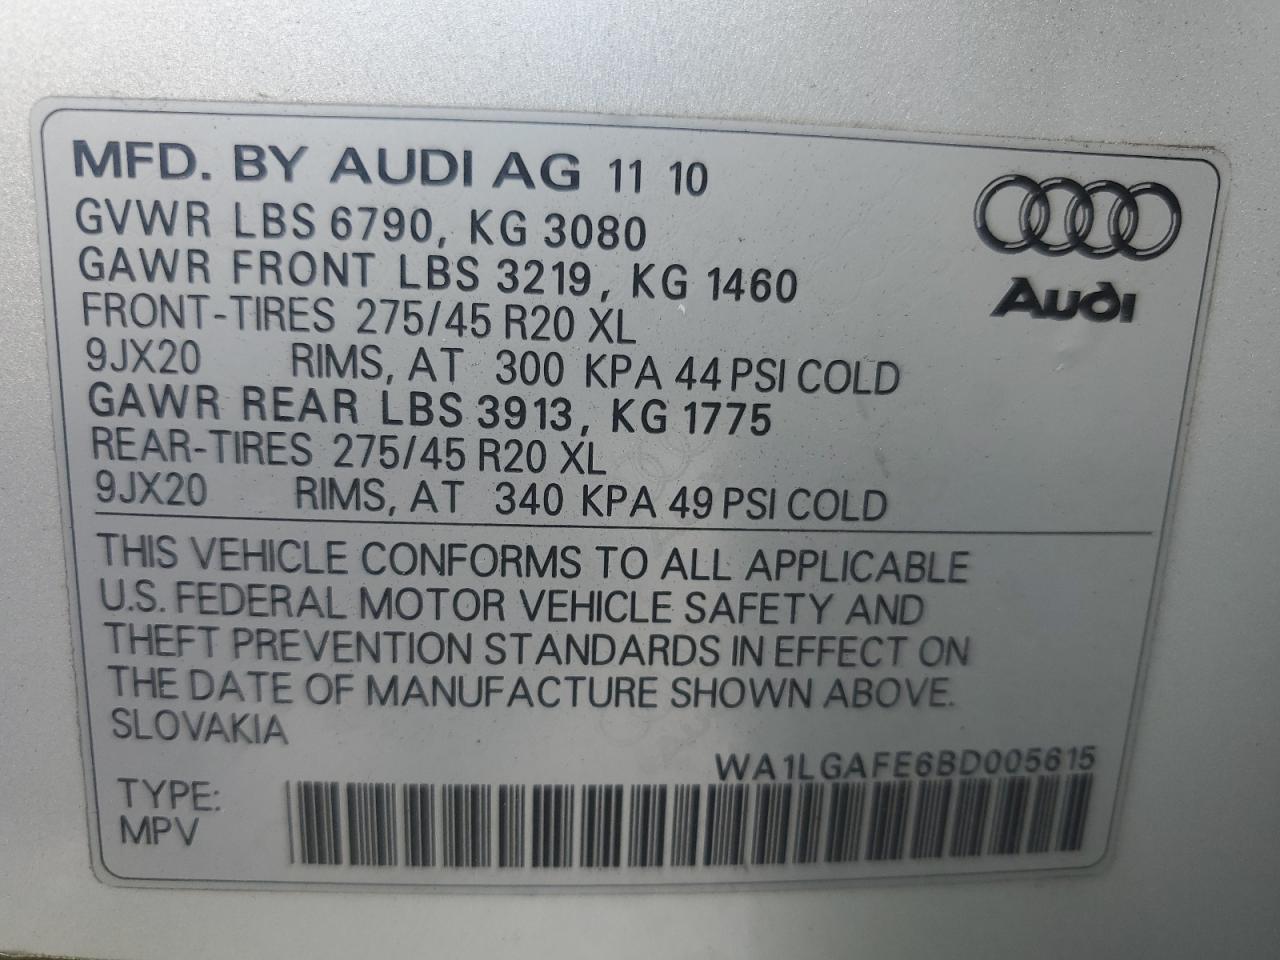 MFD. BY AUDI AG 11 10
GVWR LBS 6790, KG 3080
GAWR FRONT LBS 3219, KG 1460
FRONT-TIRES 275/45 R20 XL
9JX20 RIMS, AT 300 KPA 44 PSI COLD
GAWR REAR LBS 3913, KG 1775
REAR-TIRES 275/45 R20 XL
9JX20 RIMS, AT 340 KPA 49 PSI COLD
Audi
THIS VEHICLE CONFORMS TO ALL APPLICABLE
U.S. FEDERAL MOTOR VEHICLE SAFETY AND
THEFT PREVENTION STANDARDS IN EFFECT ON
THE DATE OF MANUFACTURE SHOWN ABOVE.
SLOVAKIA
WA1LGAFE6BD005615
TYPE:
MPV